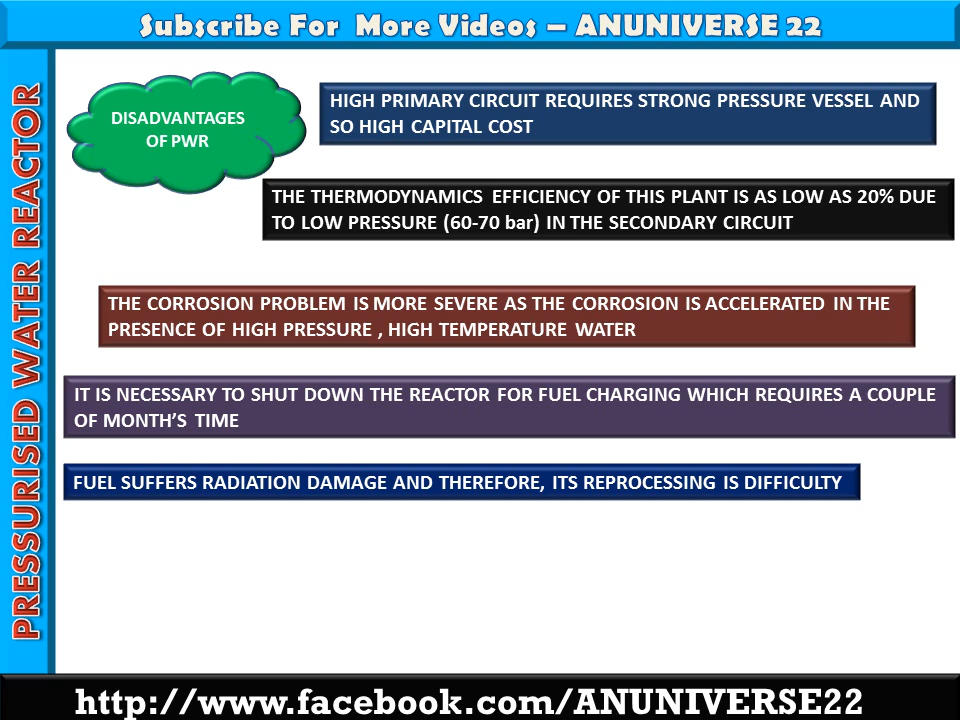 Subscribe For More Videos – ANUNIVERSE 22
PRESSURISED WATER REACTOR
DISADVANTAGES
OF PWR
HIGH PRIMARY CIRCUIT REQUIRES STRONG PRESSURE VESSEL AND
SO HIGH CAPITAL COST
THE THERMODYNAMICS EFFICIENCY OF THIS PLANT IS AS LOW AS 20% DUE
TO LOW PRESSURE (60-70 bar) IN THE SECONDARY CIRCUIT
THE CORROSION PROBLEM IS MORE SEVERE AS THE CORROSION IS ACCELERATED IN THE
PRESENCE OF HIGH PRESSURE , HIGH TEMPERATURE WATER
IT IS NECESSARY TO SHUT DOWN THE REACTOR FOR FUEL CHARGING WHICH REQUIRES A COUPLE
OF MONTH'S TIME
FUEL SUFFERS RADIATION DAMAGE AND THEREFORE, ITS REPROCESSING IS DIFFICULTY
http://www.facebook.com/ANUNIVERSE22